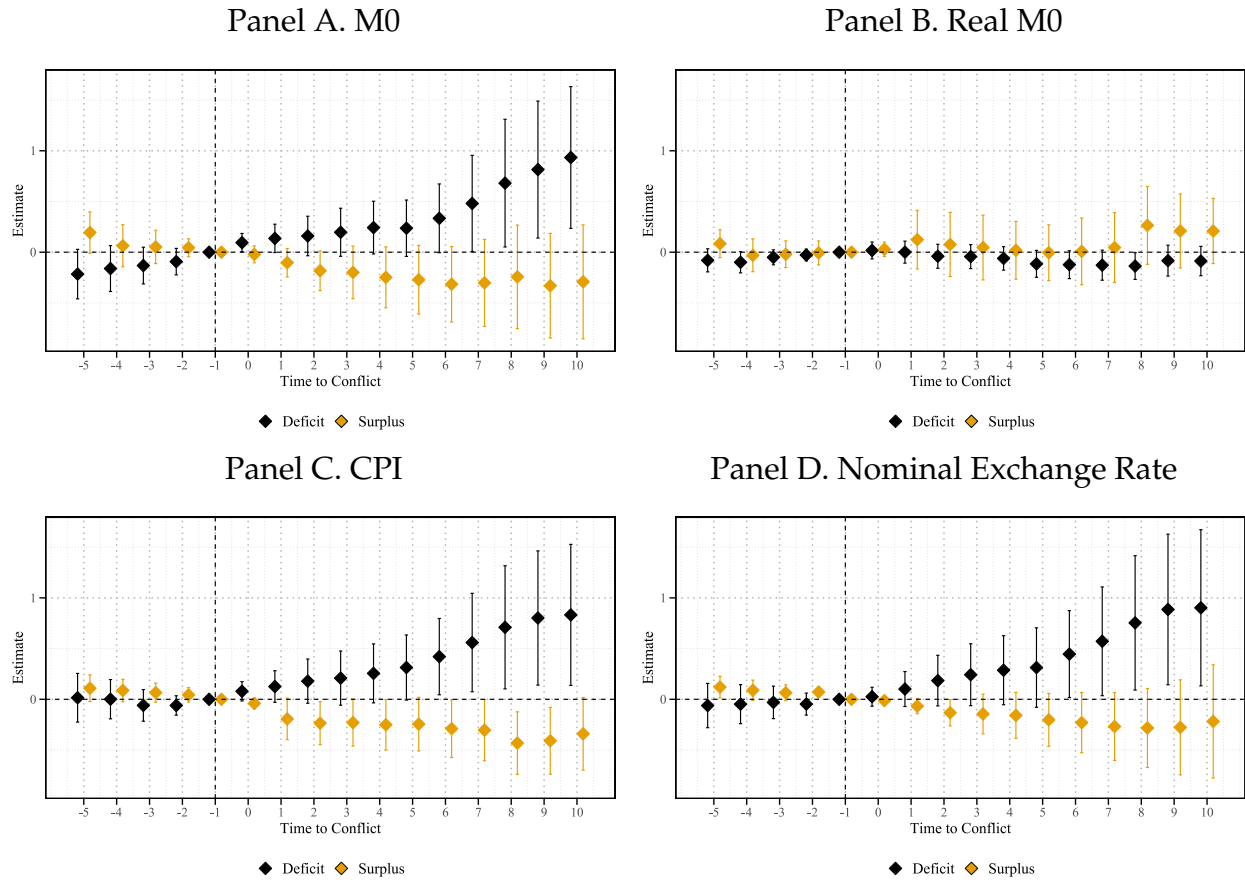 Panel A. M0
Estimate
1
0
-5 -4 -3 -2 -1 0 1 2 3 4 5 6 7 8 9 10
Time to Conflict
Deficit Surplus
Panel B. Real M0
Estimate
1
0
-5 -4 -3 -2 -1 0 1 2 3 4 5 6 7 8 9 10
Time to Conflict
Deficit Surplus
Panel C. CPI
Estimate
1
0
-5 -4 -3 -2 -1 0 1 2 3 4 5 6 7 8 9 10
Time to Conflict
Deficit Surplus
Panel D. Nominal Exchange Rate
Estimate
1
0
-5 -4 -3 -2 -1 0 1 2 3 4 5 6 7 8 9 10
Time to Conflict
Deficit Surplus